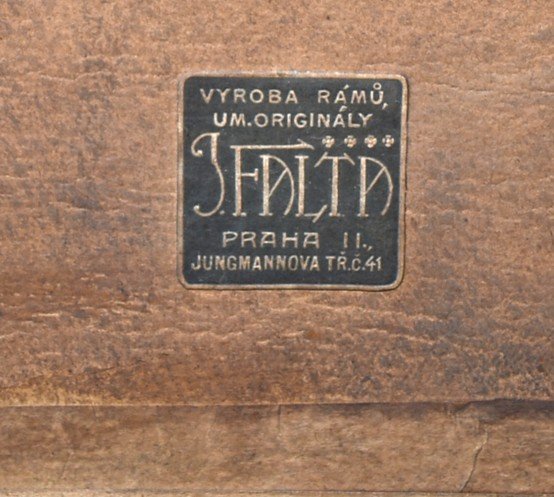 VYROBA RÁMŮ,
UM. ORIGINÁLY
J. FALTA
PRAHA II.,
JUNGMANNOVA TŘ.Č.41